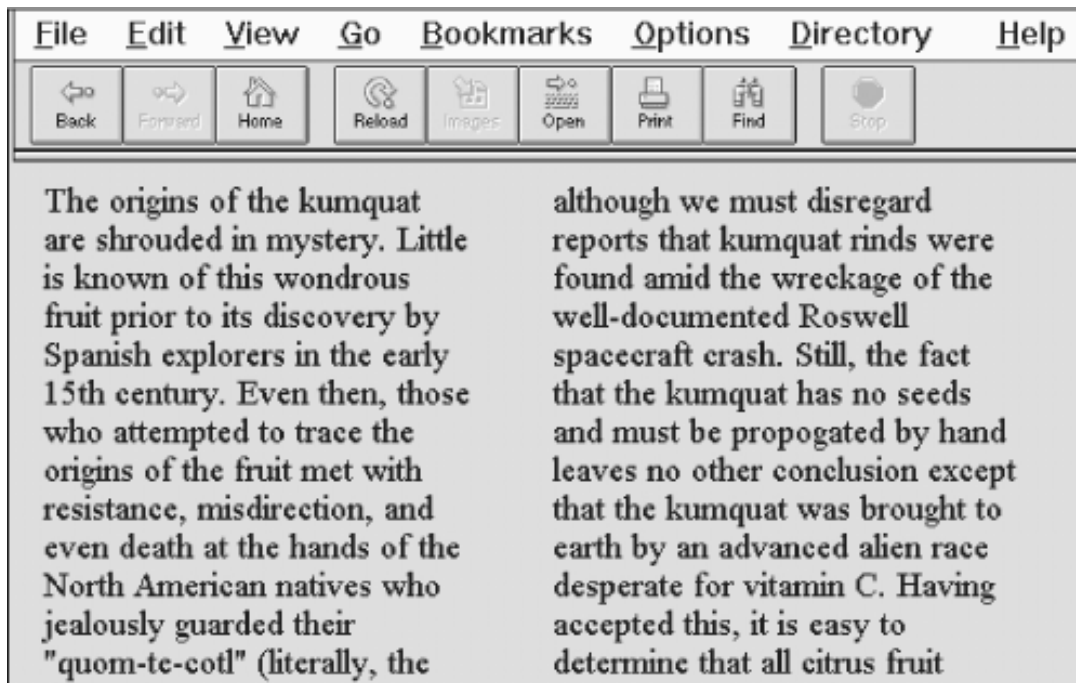 File Edit View Go Bookmarks Options Directory Help
Back Forward Home Reload Images Open Print Find Stop
The origins of the kumquat
are shrouded in mystery. Little
is known of this wondrous
fruit prior to its discovery by
Spanish explorers in the early
15th century. Even then, those
who attempted to trace the
origins of the fruit met with
resistance, misdirection, and
even death at the hands of the
North American natives who
jealously guarded their
"quom-te-cotl" (literally, the
although we must disregard
reports that kumquat rinds were
found amid the wreckage of the
well-documented Roswell
spacecraft crash. Still, the fact
that the kumquat has no seeds
and must be propogated by hand
leaves no other conclusion except
that the kumquat was brought to
earth by an advanced alien race
desperate for vitamin C. Having
accepted this, it is easy to
determine that all citrus fruit